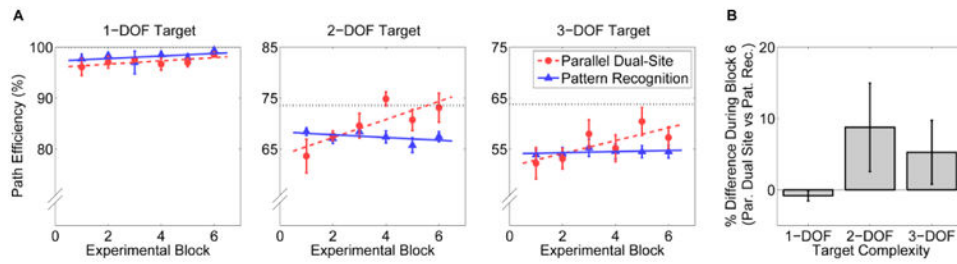 A
1-DOF Target
2-DOF Target
3-DOF Target
B
Path Efficiency (%)
100
90
80
0 2 4 6
Experimental Block
85
75
65
0 2 4 6
Experimental Block
75
65
55
0 2 4 6
Experimental Block
Parallel Dual-Site
Pattern Recognition
% Difference During Block 6
(Par. Dual Site vs Pat. Rec.)
20
10
0
1-DOF 2-DOF 3-DOF
Target Complexity